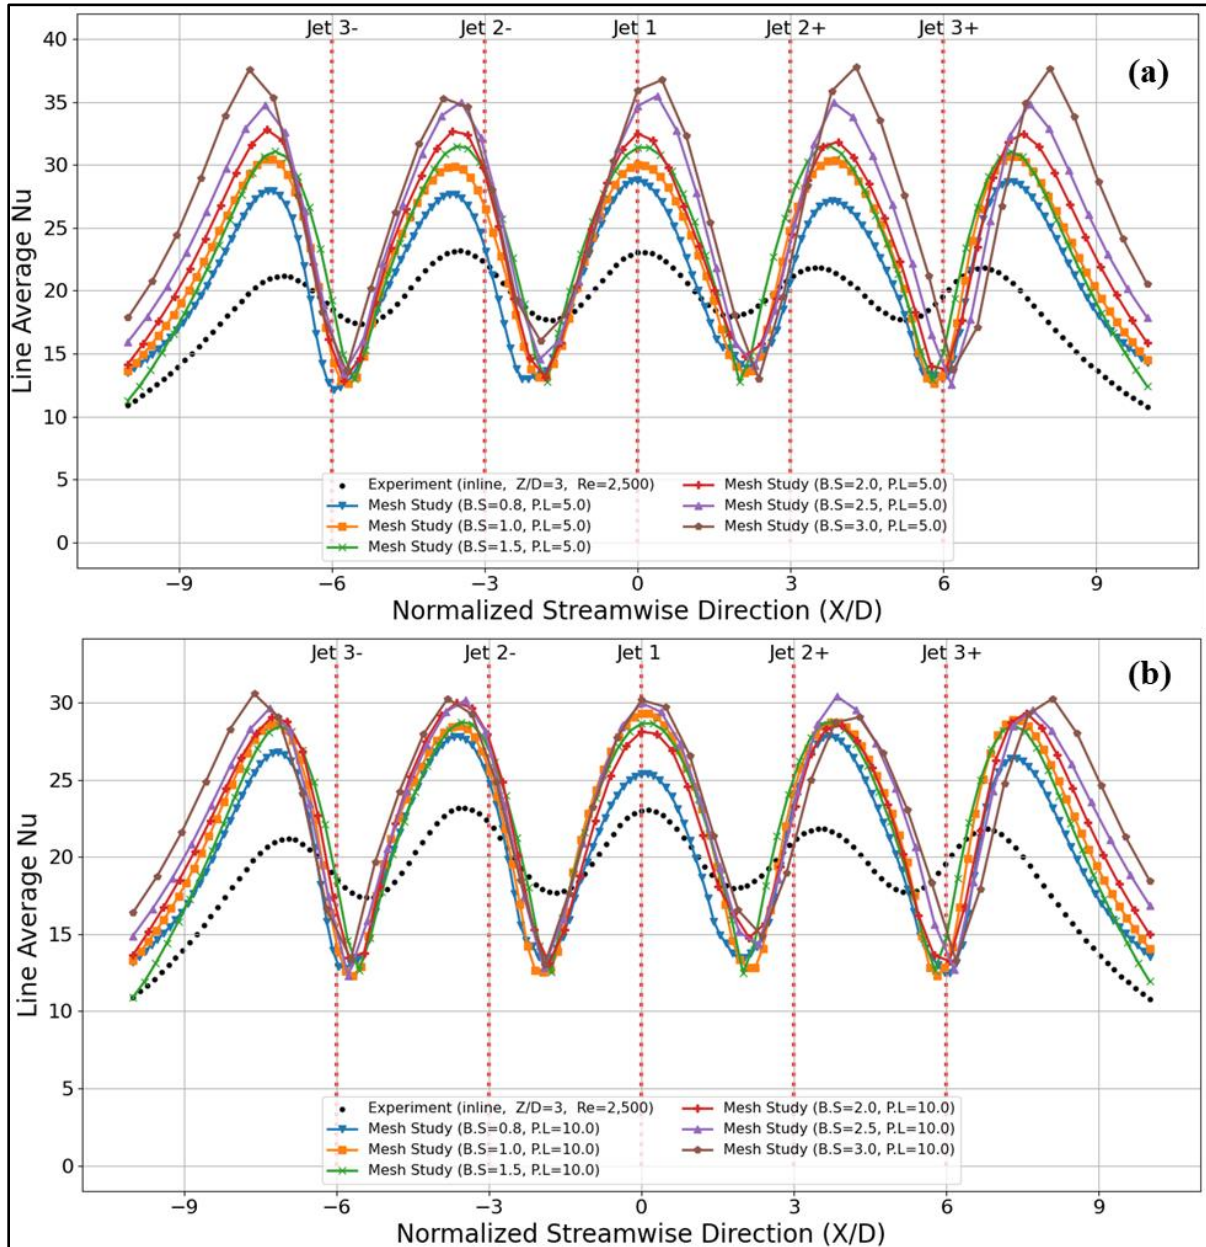 Jet 3- Jet 2- Jet 1 Jet 2+ Jet 3+
(a)
40
35
30
25
20
15
10
5
0
Line Average Nu
Experiment (inline, Z/D=3, Re=2,500)
Mesh Study (B.S=0.8, P.L=5.0)
Mesh Study (B.S=1.0, P.L=5.0)
Mesh Study (B.S=1.5, P.L=5.0)
Mesh Study (B.S=2.0, P.L=5.0)
Mesh Study (B.S=2.5, P.L=5.0)
Mesh Study (B.S=3.0, P.L=5.0)
−9 −6 −3 0 3 6 9
Normalized Streamwise Direction (X/D)
Jet 3- Jet 2- Jet 1 Jet 2+ Jet 3+
(b)
30
25
20
15
10
5
0
Line Average Nu
Experiment (inline, Z/D=3, Re=2,500)
Mesh Study (B.S=0.8, P.L=10.0)
Mesh Study (B.S=1.0, P.L=10.0)
Mesh Study (B.S=1.5, P.L=10.0)
Mesh Study (B.S=2.0, P.L=10.0)
Mesh Study (B.S=2.5, P.L=10.0)
Mesh Study (B.S=3.0, P.L=10.0)
−9 −6 −3 0 3 6 9
Normalized Streamwise Direction (X/D)